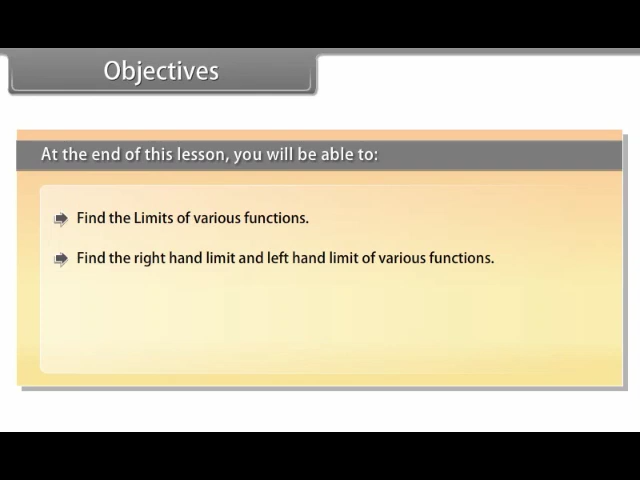 Objectives
At the end of this lesson, you will be able to:
Find the Limits of various functions.
Find the right hand limit and left hand limit of various functions.